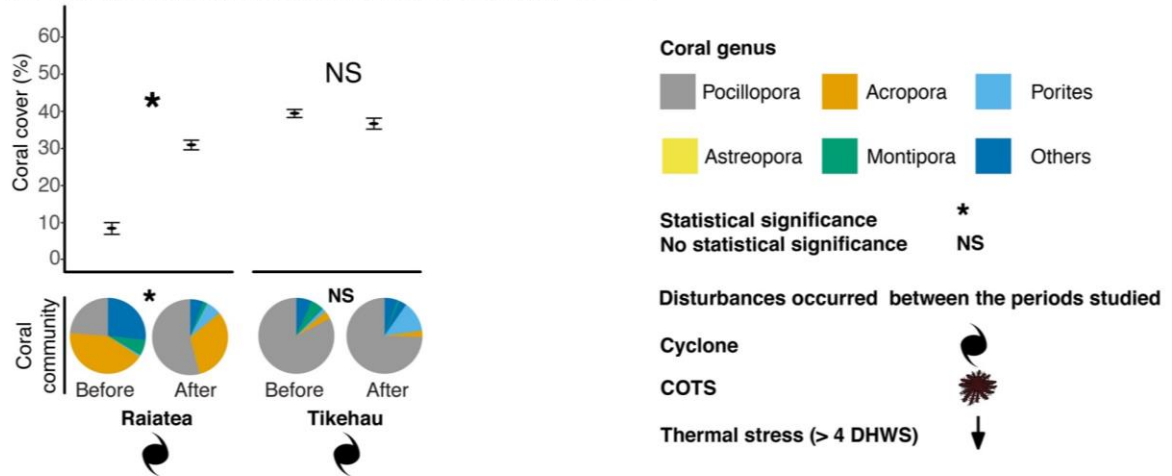 60
50
40
30
20
10
0
Coral cover (%)
*
NS
*
NS
Coral
community
Before After Before After
Raiatea Tikehau
Coral genus
Pocillopora Acropora Porites
Astreopora Montipora Others
Statistical significance *
No statistical significance NS
Disturbances occurred between the periods studied
Cyclone
COTS
Thermal stress (> 4 DHWS)